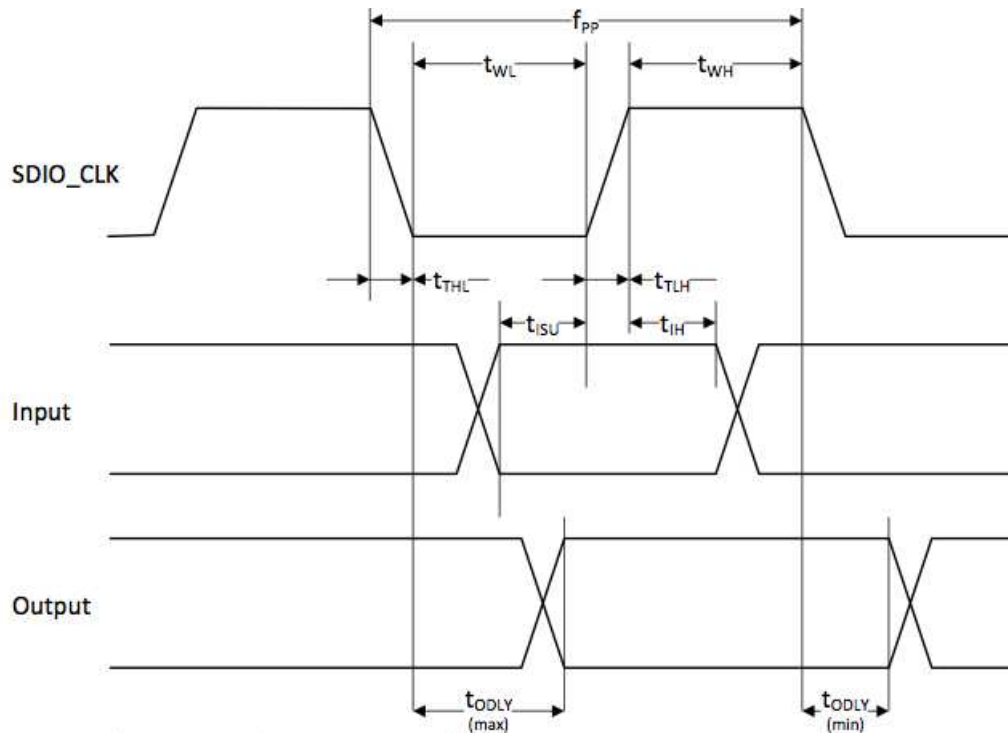 fPP
tWL
tWH
SDIO_CLK
tTHL
tTLH
tISU
tIH
Input
Output
tODLY
(max)
tODLY
(min)